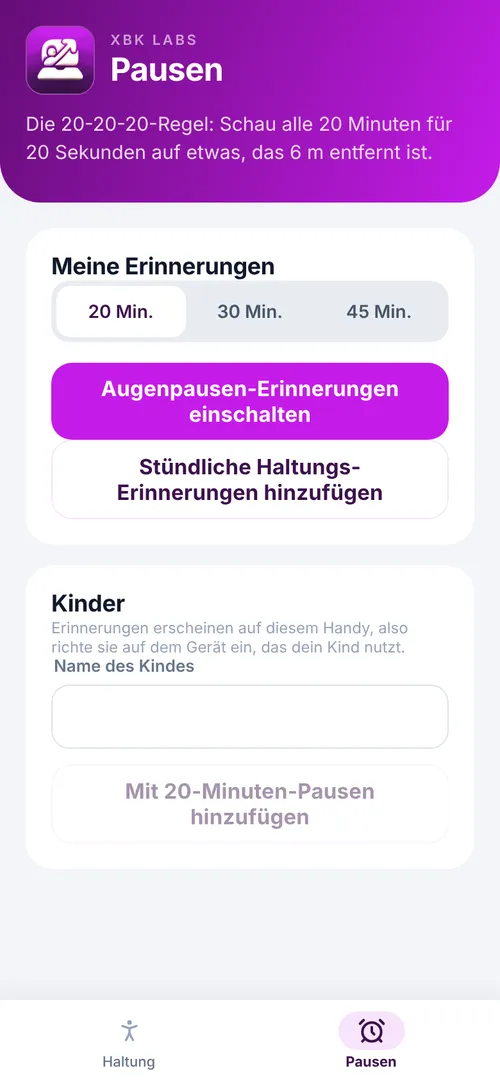 XBK LABS
Pausen
Die 20-20-20-Regel: Schau alle 20 Minuten für
20 Sekunden auf etwas, das 6 m entfernt ist.
Meine Erinnerungen
20 Min.
30 Min.
45 Min.
Augenpausen-Erinnerungen
einschalten
Stündliche Haltungs-
Erinnerungen hinzufügen
Kinder
Erinnerungen erscheinen auf diesem Handy, also
richte sie auf dem Gerät ein, das dein Kind nutzt.
Name des Kindes
Mit 20-Minuten-Pausen
hinzufügen
Haltung
Pausen